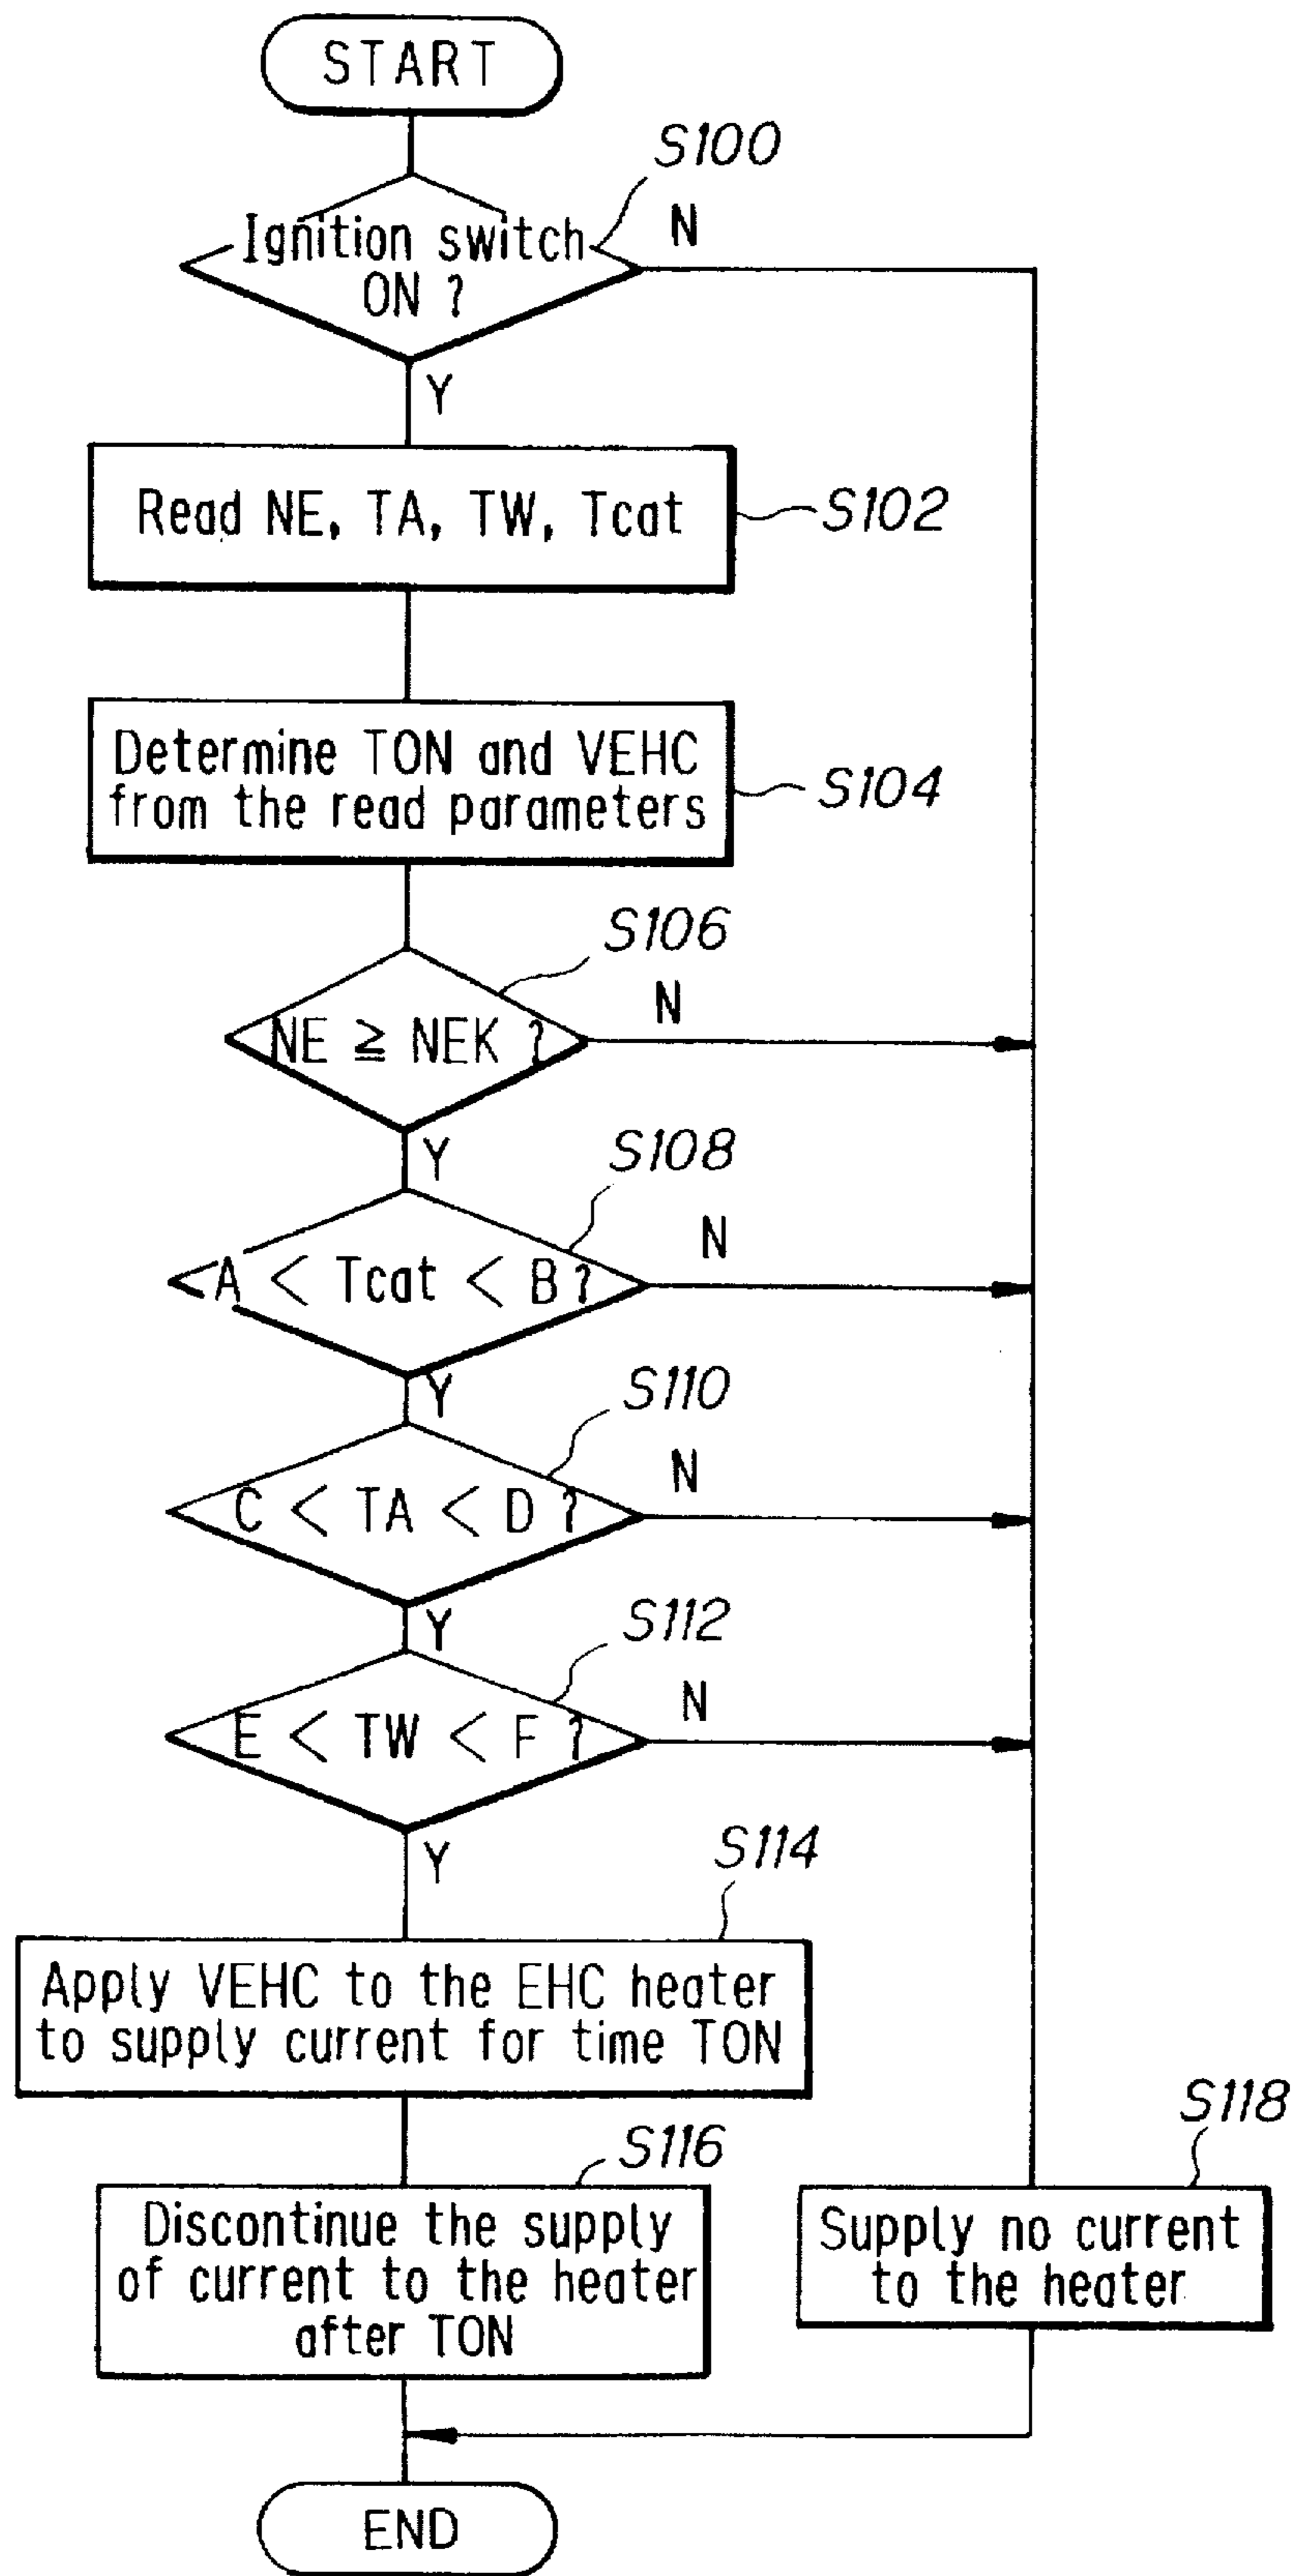 START
S100
Ignition switch
ON ?
N
Y
Read NE, TA, TW, Tcat
S102
Determine TON and VEHC
from the read parameters
S104
S106
NE ≧ NEK ?
N
Y
S108
A < Tcat < B ?
N
Y
S110
C < TA < D ?
N
Y
S112
E < TW < F ?
N
Y
S114
Apply VEHC to the EHC heater
to supply current for time TON
S116
Discontinue the supply
of current to the heater
after TON
S118
Supply no current
to the heater
END